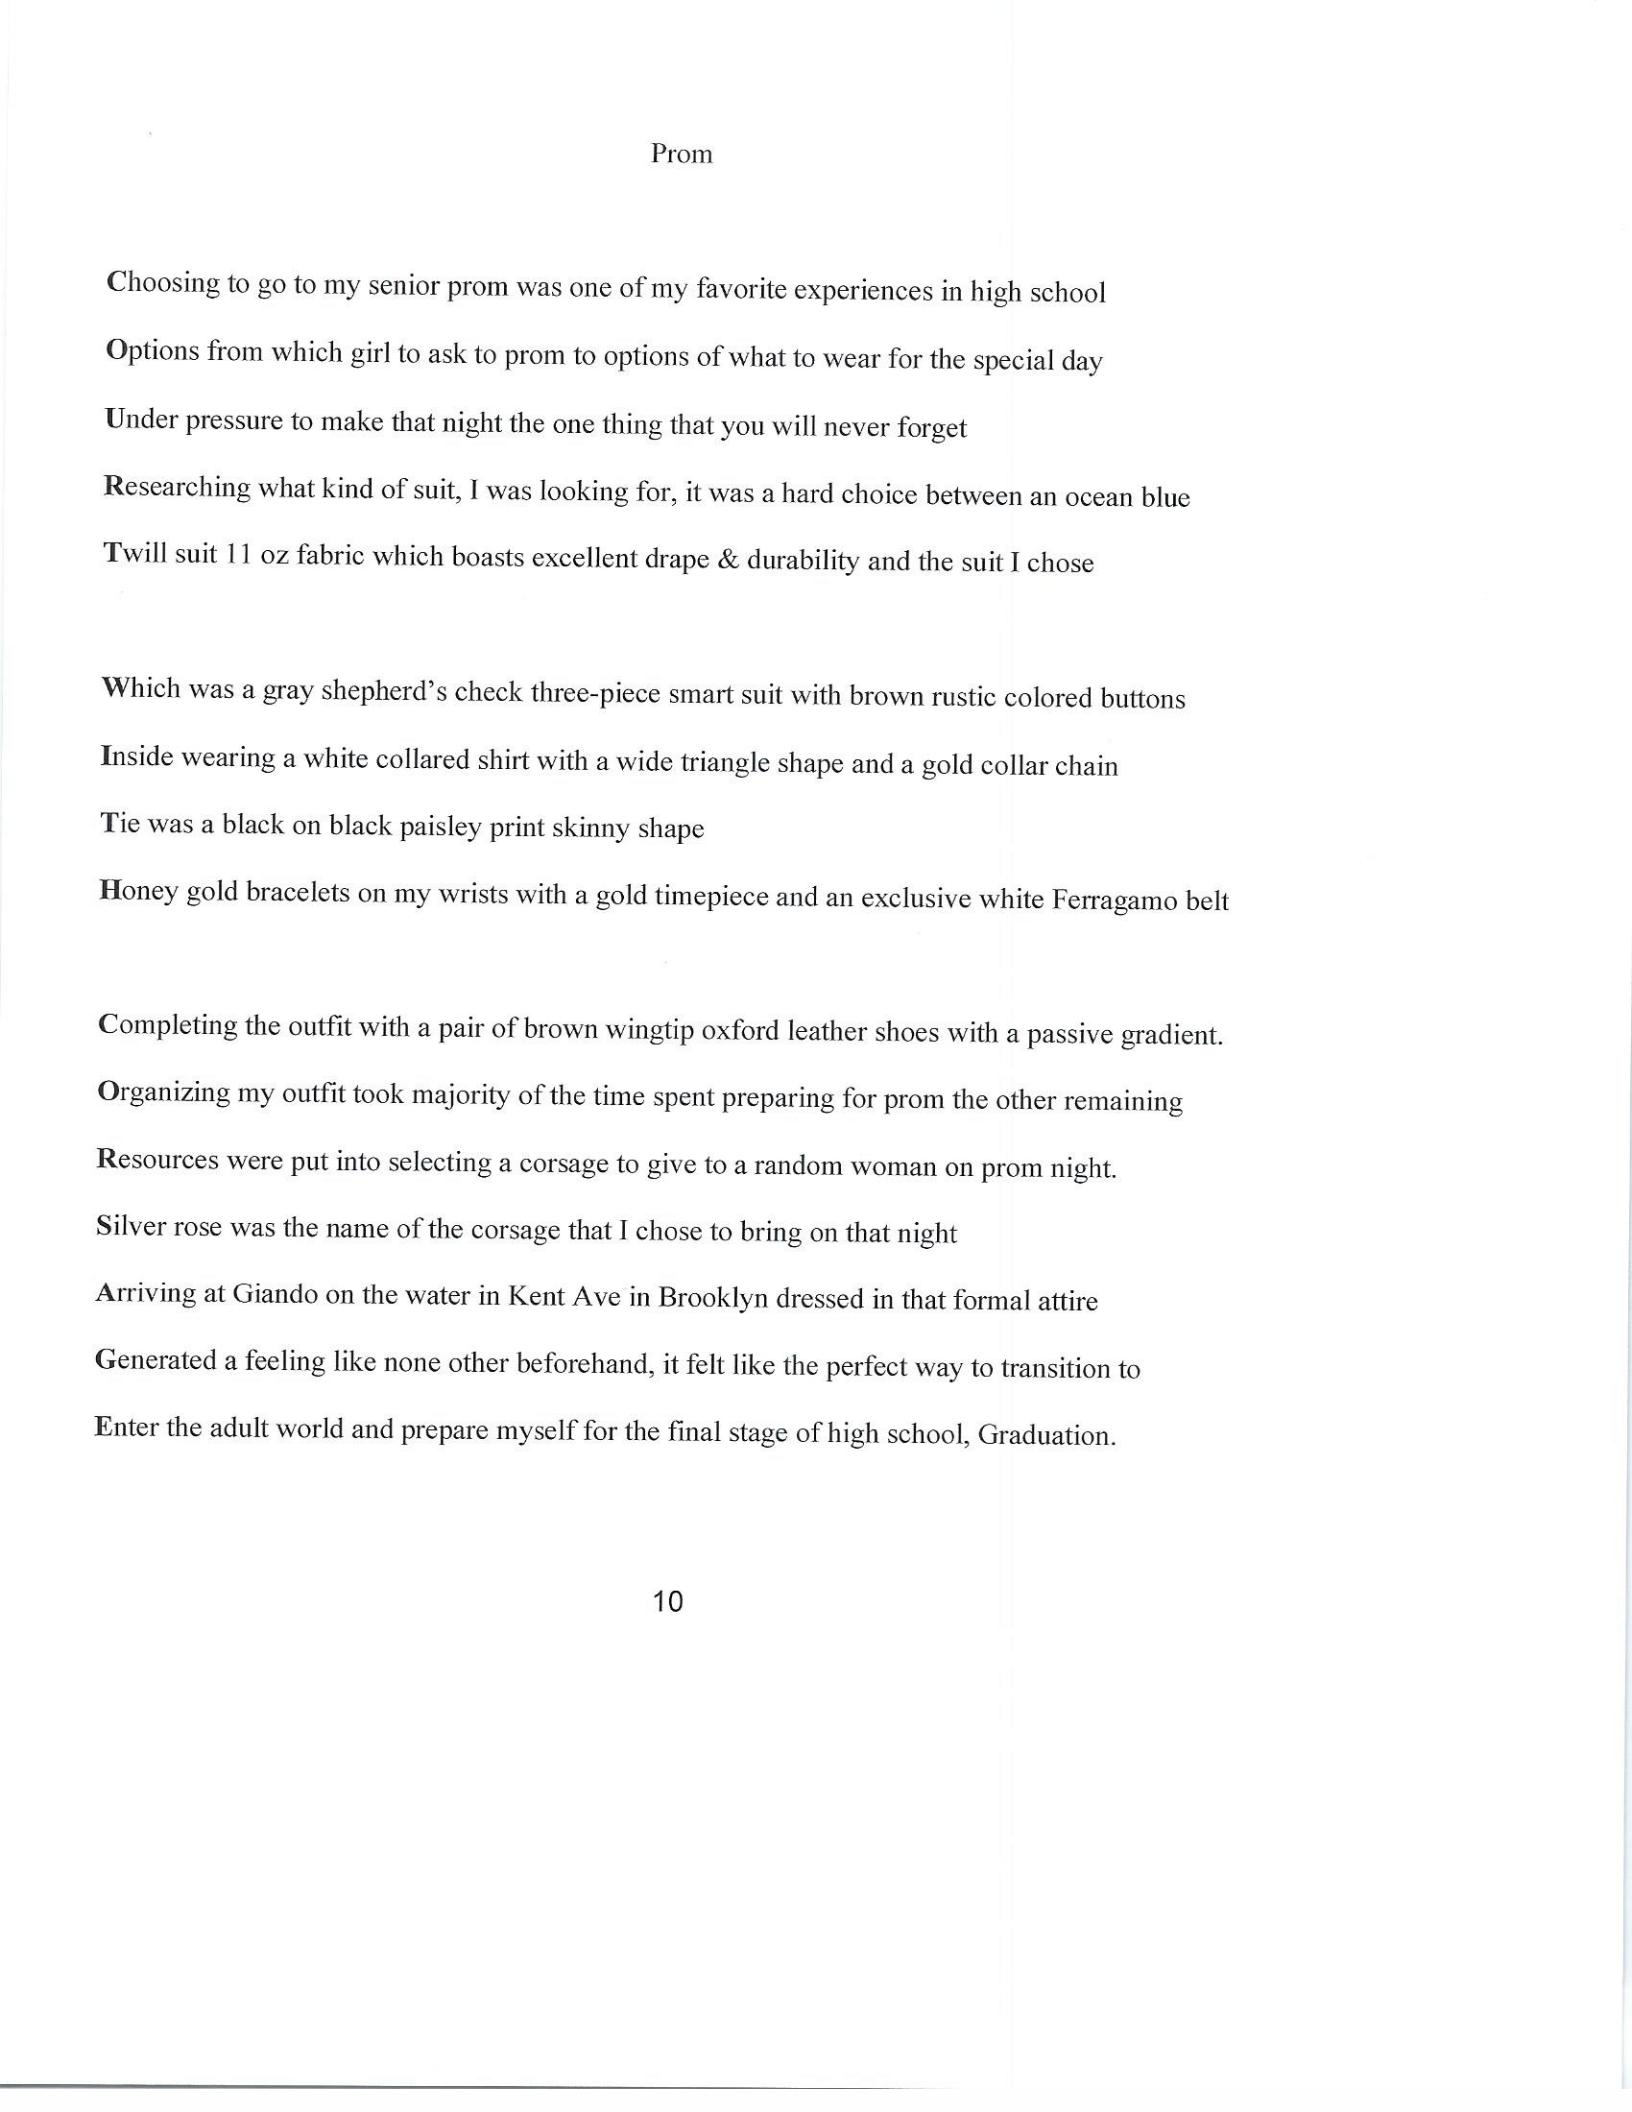 Prom
Choosing to go to my senior prom was one of my favorite experiences in high school
Options from which girl to ask to prom to options of what to wear for the special day
Under pressure to make that night the one thing that you will never forget
Researching what kind of suit, I was looking for, it was a hard choice between an ocean blue
Twill suit 11 oz fabric which boasts excellent drape & durability and the suit I chose
Which was a gray shepherd’s check three-piece smart suit with brown rustic colored buttons
Inside wearing a white collared shirt with a wide triangle shape and a gold collar chain
Tie was a black on black paisley print skinny shape
Honey gold bracelets on my wrists with a gold timepiece and an exclusive white Ferragamo belt
Completing the outfit with a pair of brown wingtip oxford leather shoes with a passive gradient.
Organizing my outfit took majority of the time spent preparing for prom the other remaining
Resources were put into selecting a corsage to give to a random woman on prom night.
Silver rose was the name of the corsage that I chose to bring on that night
Arriving at Giando on the water in Kent Ave in Brooklyn dressed in that formal attire
Generated a feeling like none other beforehand, it felt like the perfect way to transition to
Enter the adult world and prepare myself for the final stage of high school, Graduation.
10